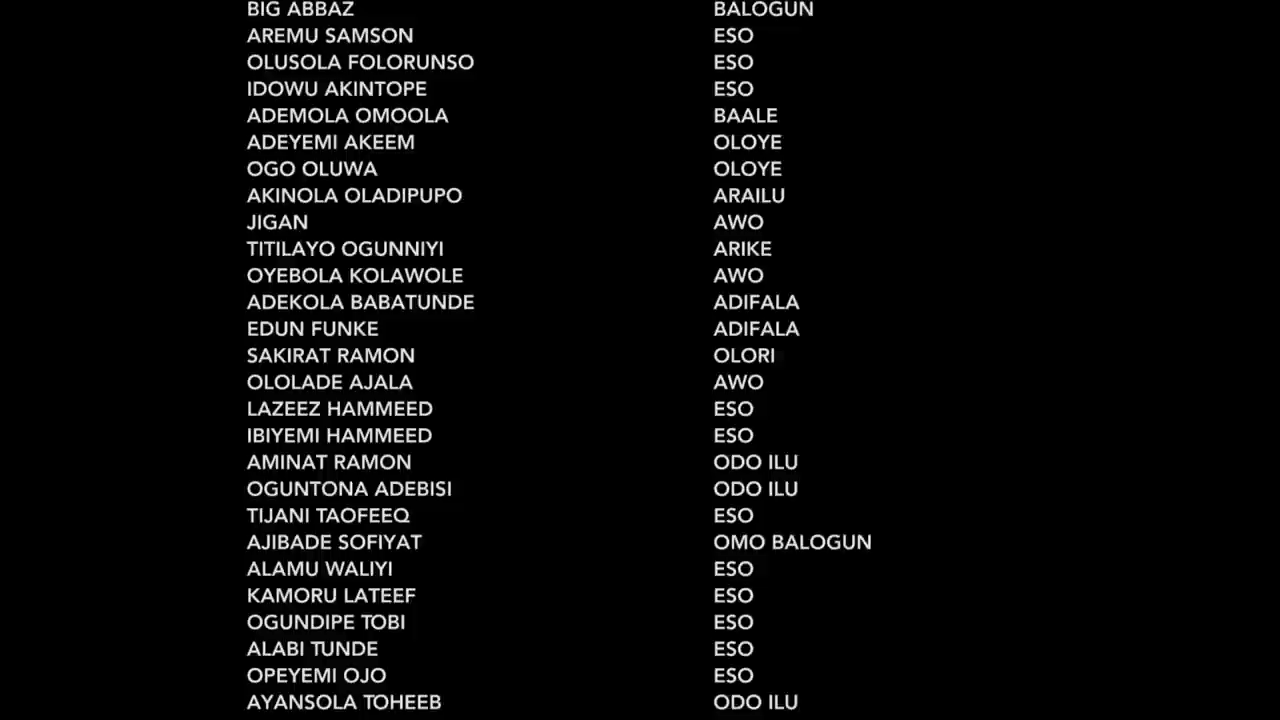 BIG ABBAZ BALOGUN
AREMU SAMSON ESO
OLUSOLA FOLORUNSO ESO
IDOWU AKINTOPE ESO
ADEMOLA OMOOLA BAALE
ADEYEMI AKEEM OLOYE
OGO OLUWA OLOYE
AKINOLA OLADIPUPO ARAILU
JIGAN AWO
TITILAYO OGUNNIYI ARIKE
OYEBOLA KOLAWOLE AWO
ADEKOLA BABATUNDE ADIFALA
EDUN FUNKE ADIFALA
SAKIRAT RAMON OLORI
OLOLADE AJALA AWO
LAZEEZ HAMMEED ESO
IBIYEMI HAMMEED ESO
AMINAT RAMON ODO ILU
OGUNTONA ADEBISI ODO ILU
TIJANI TAOFEEQ ESO
AJIBADE SOFIYAT OMO BALOGUN
ALAMU WALIYI ESO
KAMORU LATEEF ESO
OGUNDIPE TOBI ESO
ALABI TUNDE ESO
OPEYEMI OJO ESO
AYANSOLA TOHEEB ODO ILU